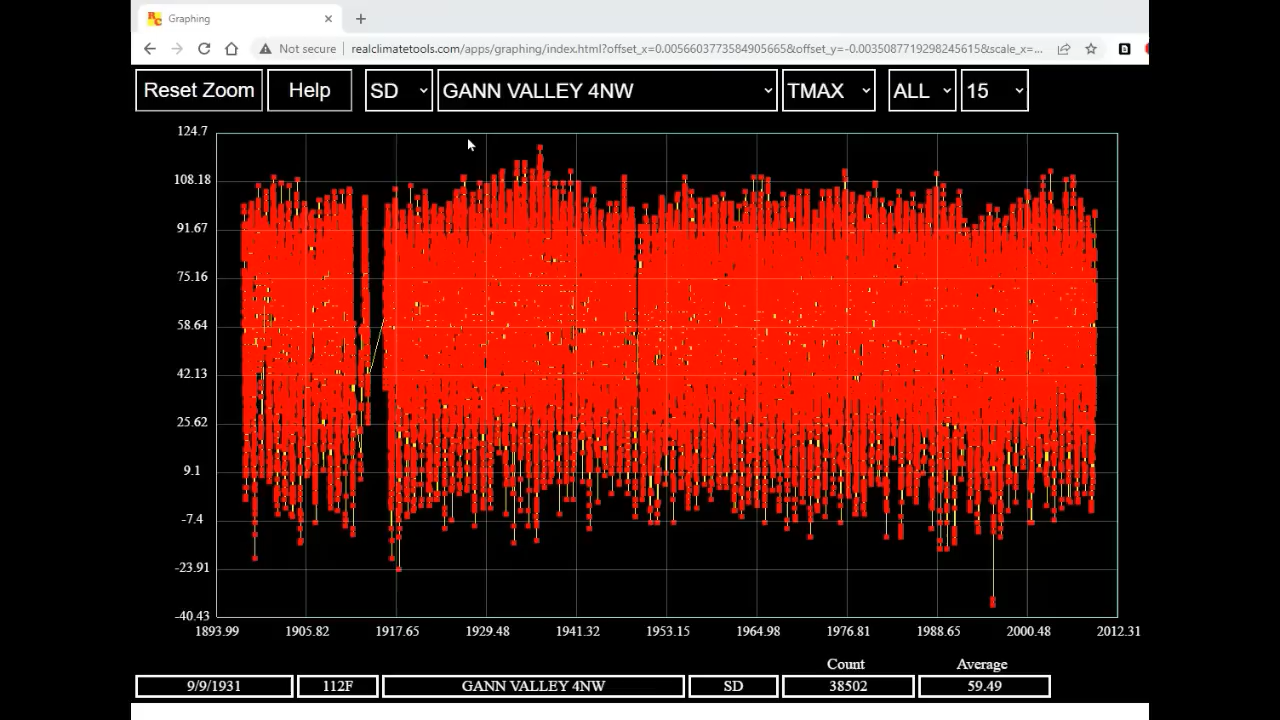 Graphing
Not secure realclimatetools.com/apps/graphing/index.html?offset_x=0.0056603773584905665&offset_y=-0.0035087719298245615&scale_x=...
Reset Zoom Help SD GANN VALLEY 4NW TMAX ALL 15
124.7
108.18
91.67
75.16
58.64
42.13
25.62
9.1
-7.4
-23.91
-40.43
1893.99 1905.82 1917.65 1929.48 1941.32 1953.15 1964.98 1976.81 1988.65 2000.48 2012.31
Count Average
9/9/1931 112F GANN VALLEY 4NW SD 38502 59.49